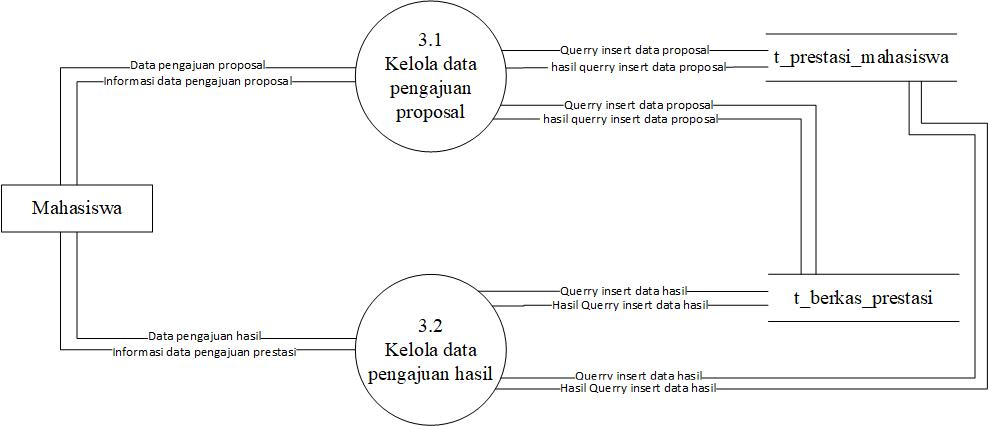 3.1
Kelola data
pengajuan
proposal
Data pengajuan proposal
Informasi data pengajuan proposal
Querry insert data proposal
hasil querry insert data proposal
t_prestasi_mahasiswa
Querry insert data proposal
hasil querry insert data proposal
Mahasiswa
3.2
Kelola data
pengajuan hasil
Data pengajuan hasil
Informasi data pengajuan prestasi
Querry insert data hasil
Hasil Querry insert data hasil
t_berkas_prestasi
Querry insert data hasil
Hasil Querry insert data hasil